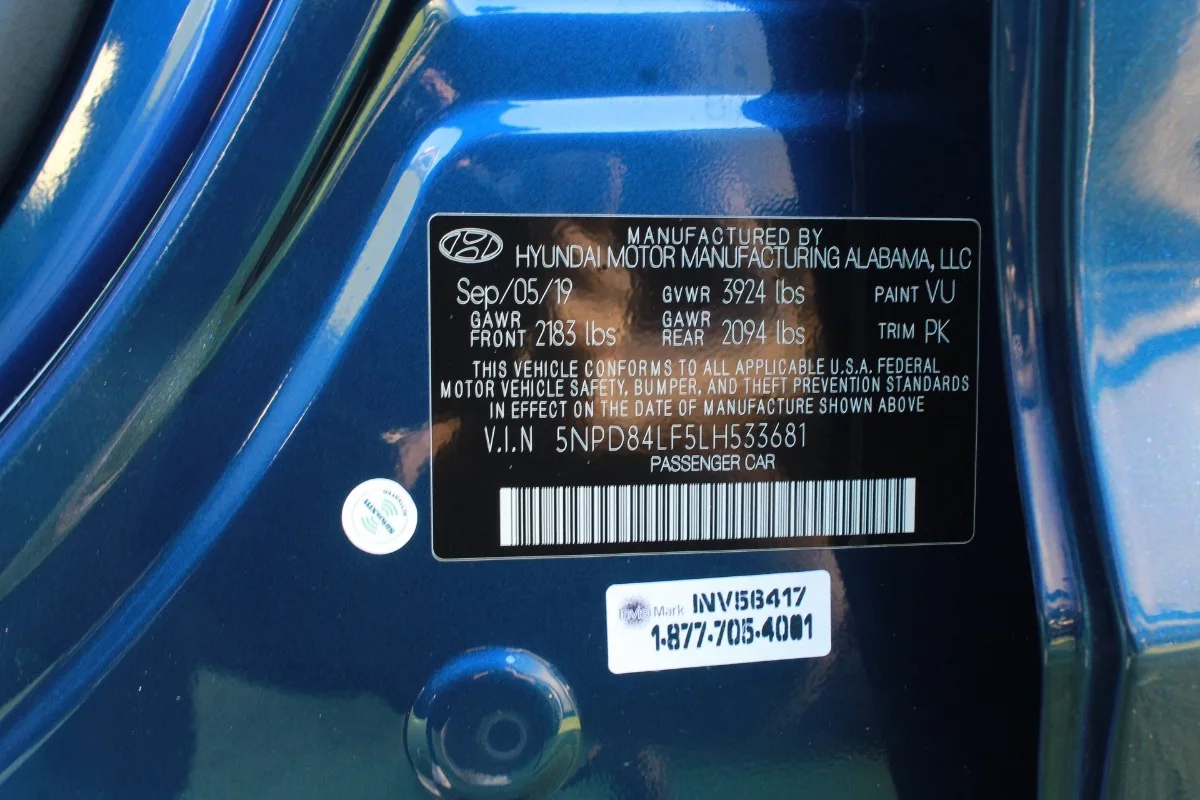 MANUFACTURED BY
HYUNDAI MOTOR MANUFACTURING ALABAMA, LLC
Sep/05/19 GVWR 3924 lbs PAINT VU
GAWR FRONT 2183 lbs GAWR REAR 2094 lbs TRIM PK
THIS VEHICLE CONFORMS TO ALL APPLICABLE U.S.A. FEDERAL
MOTOR VEHICLE SAFETY, BUMPER, AND THEFT PREVENTION STANDARDS
IN EFFECT ON THE DATE OF MANUFACTURE SHOWN ABOVE
V.I.N 5NPD84LF5LH533681
PASSENGER CAR
Mark INV56417
1-877-705-4001